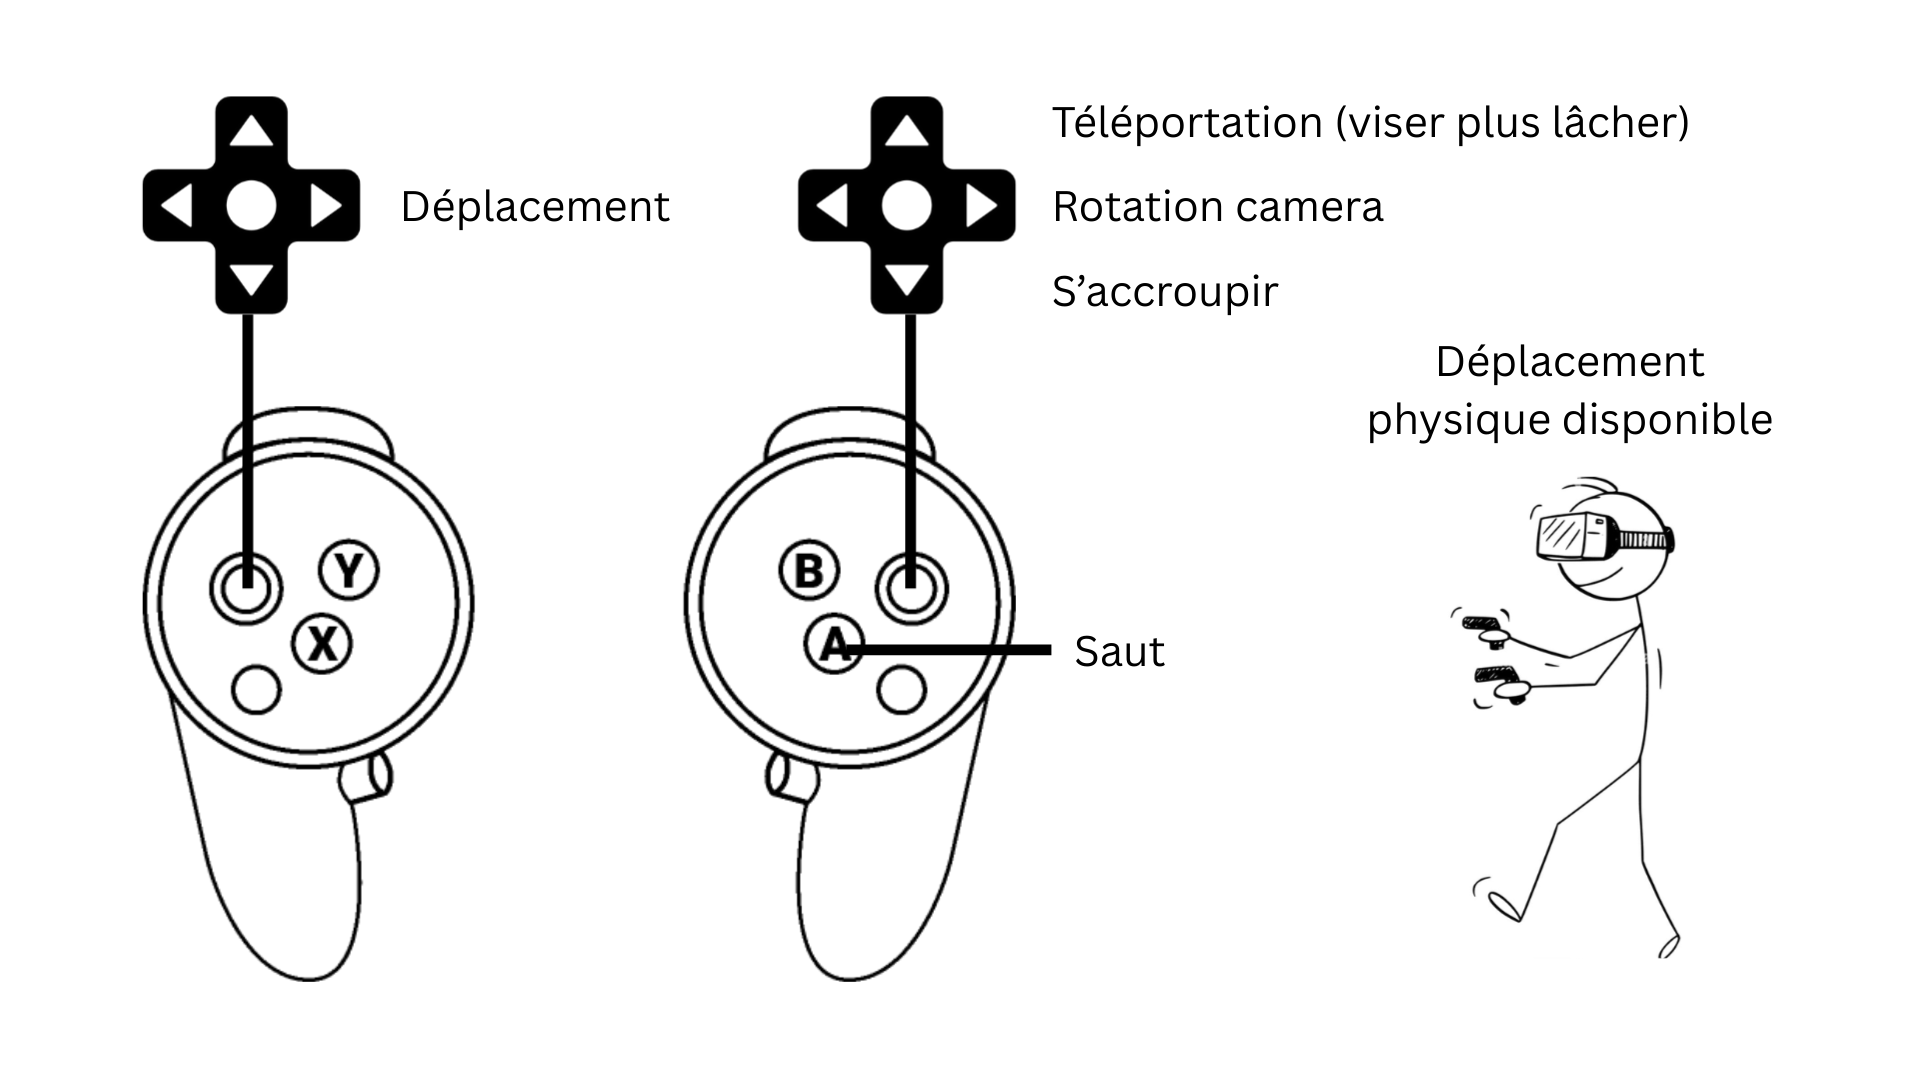 Téléportation (viser plus lâcher)
Déplacement
Rotation camera
S’accroupir
Déplacement
physique disponible
Y
X
B
A
Saut